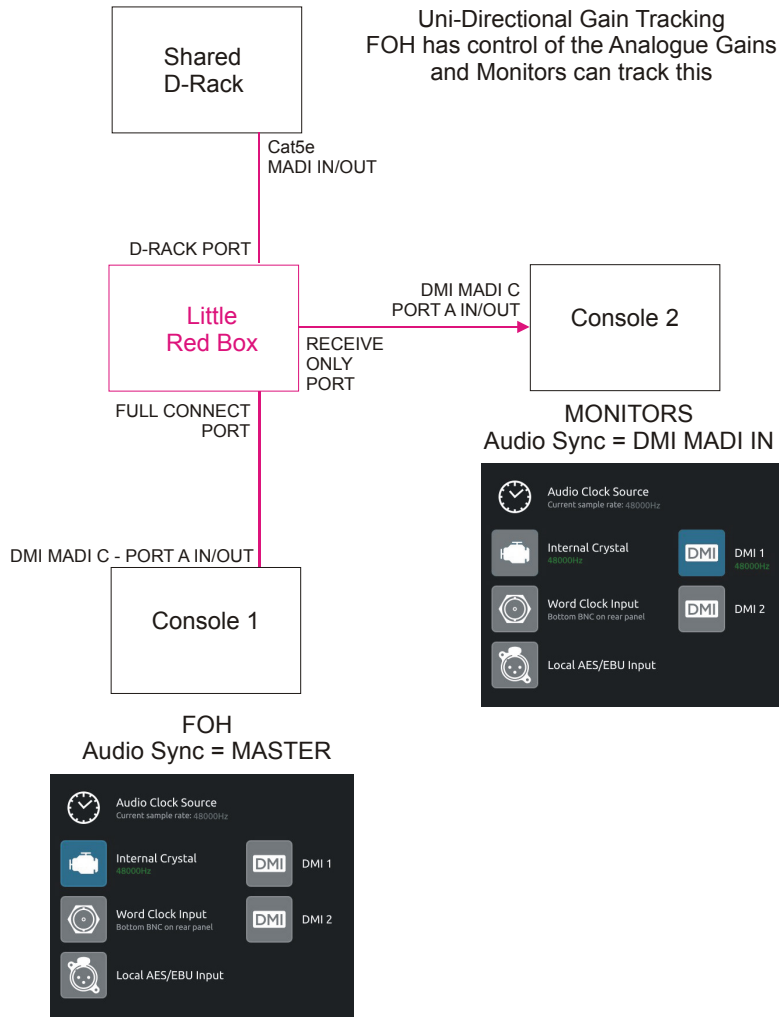 Uni-Directional Gain Tracking
FOH has control of the Analogue Gains
and Monitors can track this
Shared
D-Rack
Cat5e
MADI IN/OUT
D-RACK PORT
Little
Red Box
RECEIVE
ONLY
PORT
DMI MADI C
PORT A IN/OUT
Console 2
FULL CONNECT
PORT
MONITORS
Audio Sync = DMI MADI IN
Audio Clock Source
Current sample rate: 48000Hz
Internal Crystal
48000Hz
DMI
DMI 1
48000Hz
Word Clock Input
Bottom BNC on rear panel
DMI
DMI 2
Local AES/EBU Input
DMI MADI C - PORT A IN/OUT
Console 1
FOH
Audio Sync = MASTER
Audio Clock Source
Current sample rate: 48000Hz
Internal Crystal
48000Hz
DMI
DMI 1
Word Clock Input
Bottom BNC on rear panel
DMI
DMI 2
Local AES/EBU Input